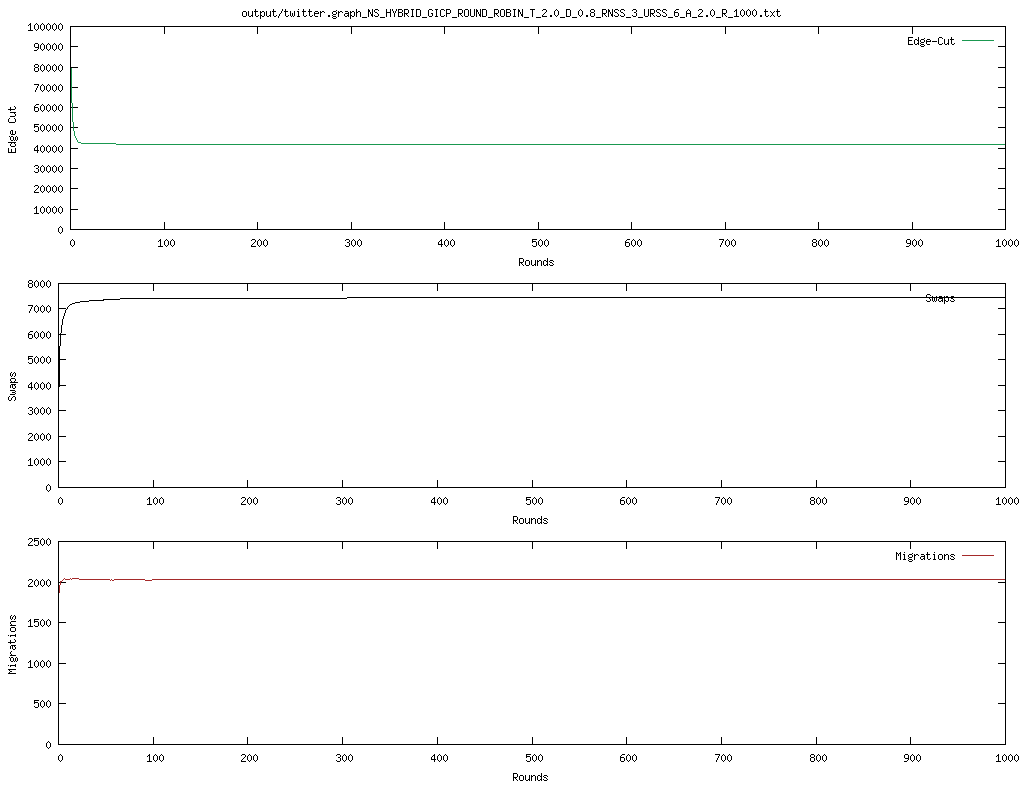 output/twitter.graph_NS_HYBRID_GICP_ROUND_ROBIN_T_2.0_D_0.8_RNSS_3_URSS_6_A_2.0_R_1000.txt
100000
90000
80000
70000
60000
50000
40000
30000
20000
10000
0
Edge Cut
Edge-Cut
0 100 200 300 400 500 600 700 800 900 1000
Rounds
8000
7000
6000
5000
4000
3000
2000
1000
0
Swaps
Swaps
0 100 200 300 400 500 600 700 800 900 1000
Rounds
2500
2000
1500
1000
500
0
Migrations
Migrations
0 100 200 300 400 500 600 700 800 900 1000
Rounds